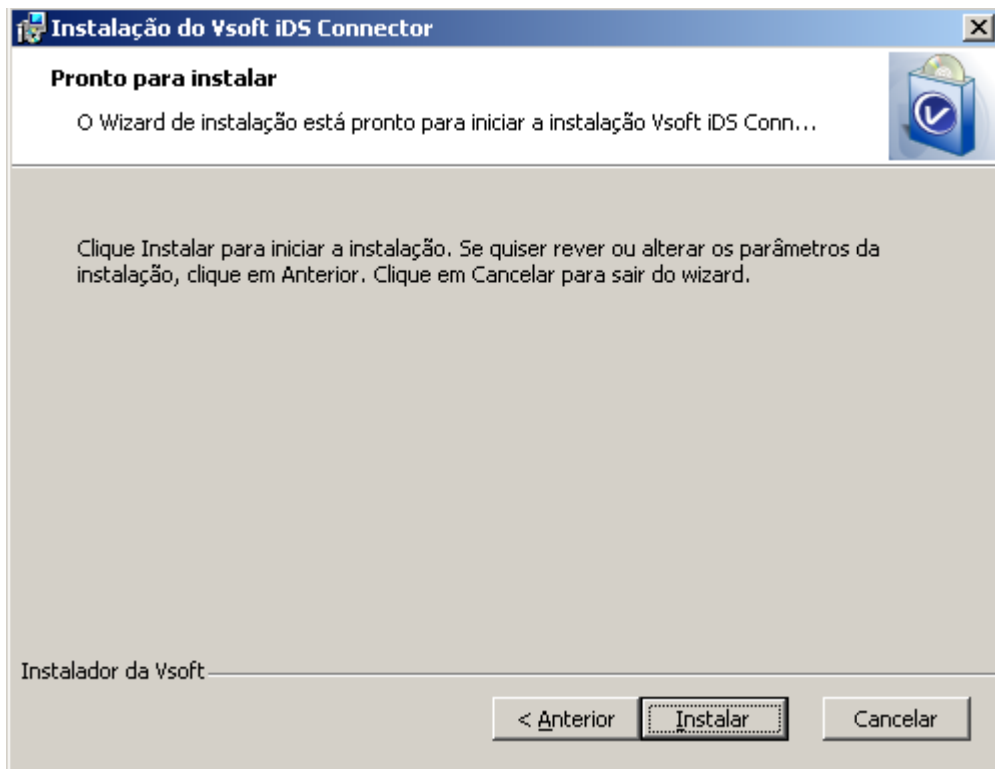 Instalação do Vsoft iDS Connector
Pronto para instalar
O Wizard de instalação está pronto para iniciar a instalação Vsoft iDS Conn...
Clique Instalar para iniciar a instalação. Se quiser rever ou alterar os parâmetros da
instalação, clique em Anterior. Clique em Cancelar para sair do wizard.
Instalador da Vsoft
< Anterior
Instalar
Cancelar